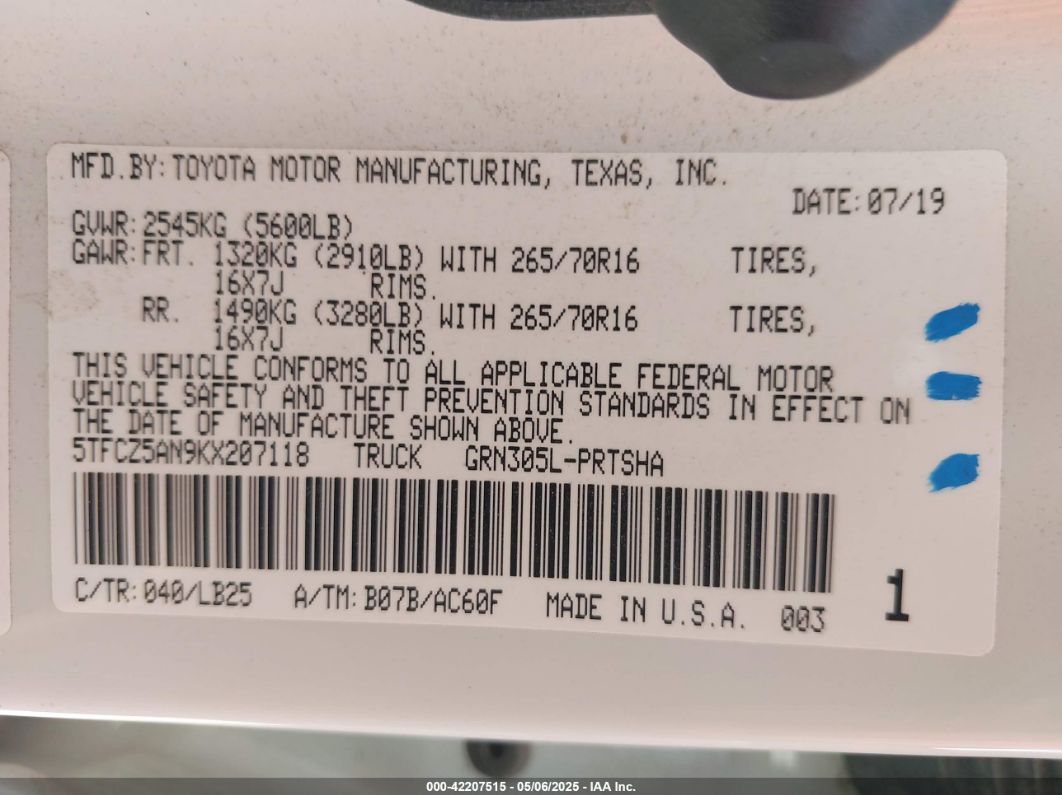 MFD.BY:TOYOTA MOTOR MANUFACTURING, TEXAS, INC.
DATE:07/19
GVWR:2545KG (5600LB)
GAWR:FRT. 1320KG (2910LB) WITH 265/70R16 TIRES,
16X7J RIMS.
RR. 1490KG (3280LB) WITH 265/70R16 TIRES,
16X7J RIMS.
THIS VEHICLE CONFORMS TO ALL APPLICABLE FEDERAL MOTOR
VEHICLE SAFETY AND THEFT PREVENTION STANDARDS IN EFFECT ON
THE DATE OF MANUFACTURE SHOWN ABOVE.
5TFCZ5AN9KX207118 TRUCK GRN305L-PRTSHA
C/TR:040/LB25 A/TM:B07B/AC60F MADE IN U.S.A. 003 1
000-42207515 - 05/06/2025 - IAA Inc.